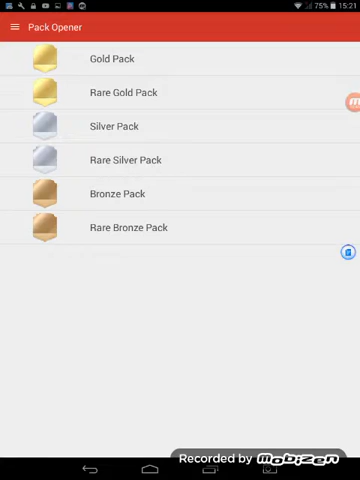 75% 15:21
Pack Opener
Gold Pack
Rare Gold Pack
Silver Pack
Rare Silver Pack
Bronze Pack
Rare Bronze Pack
Recorded by Mobizen